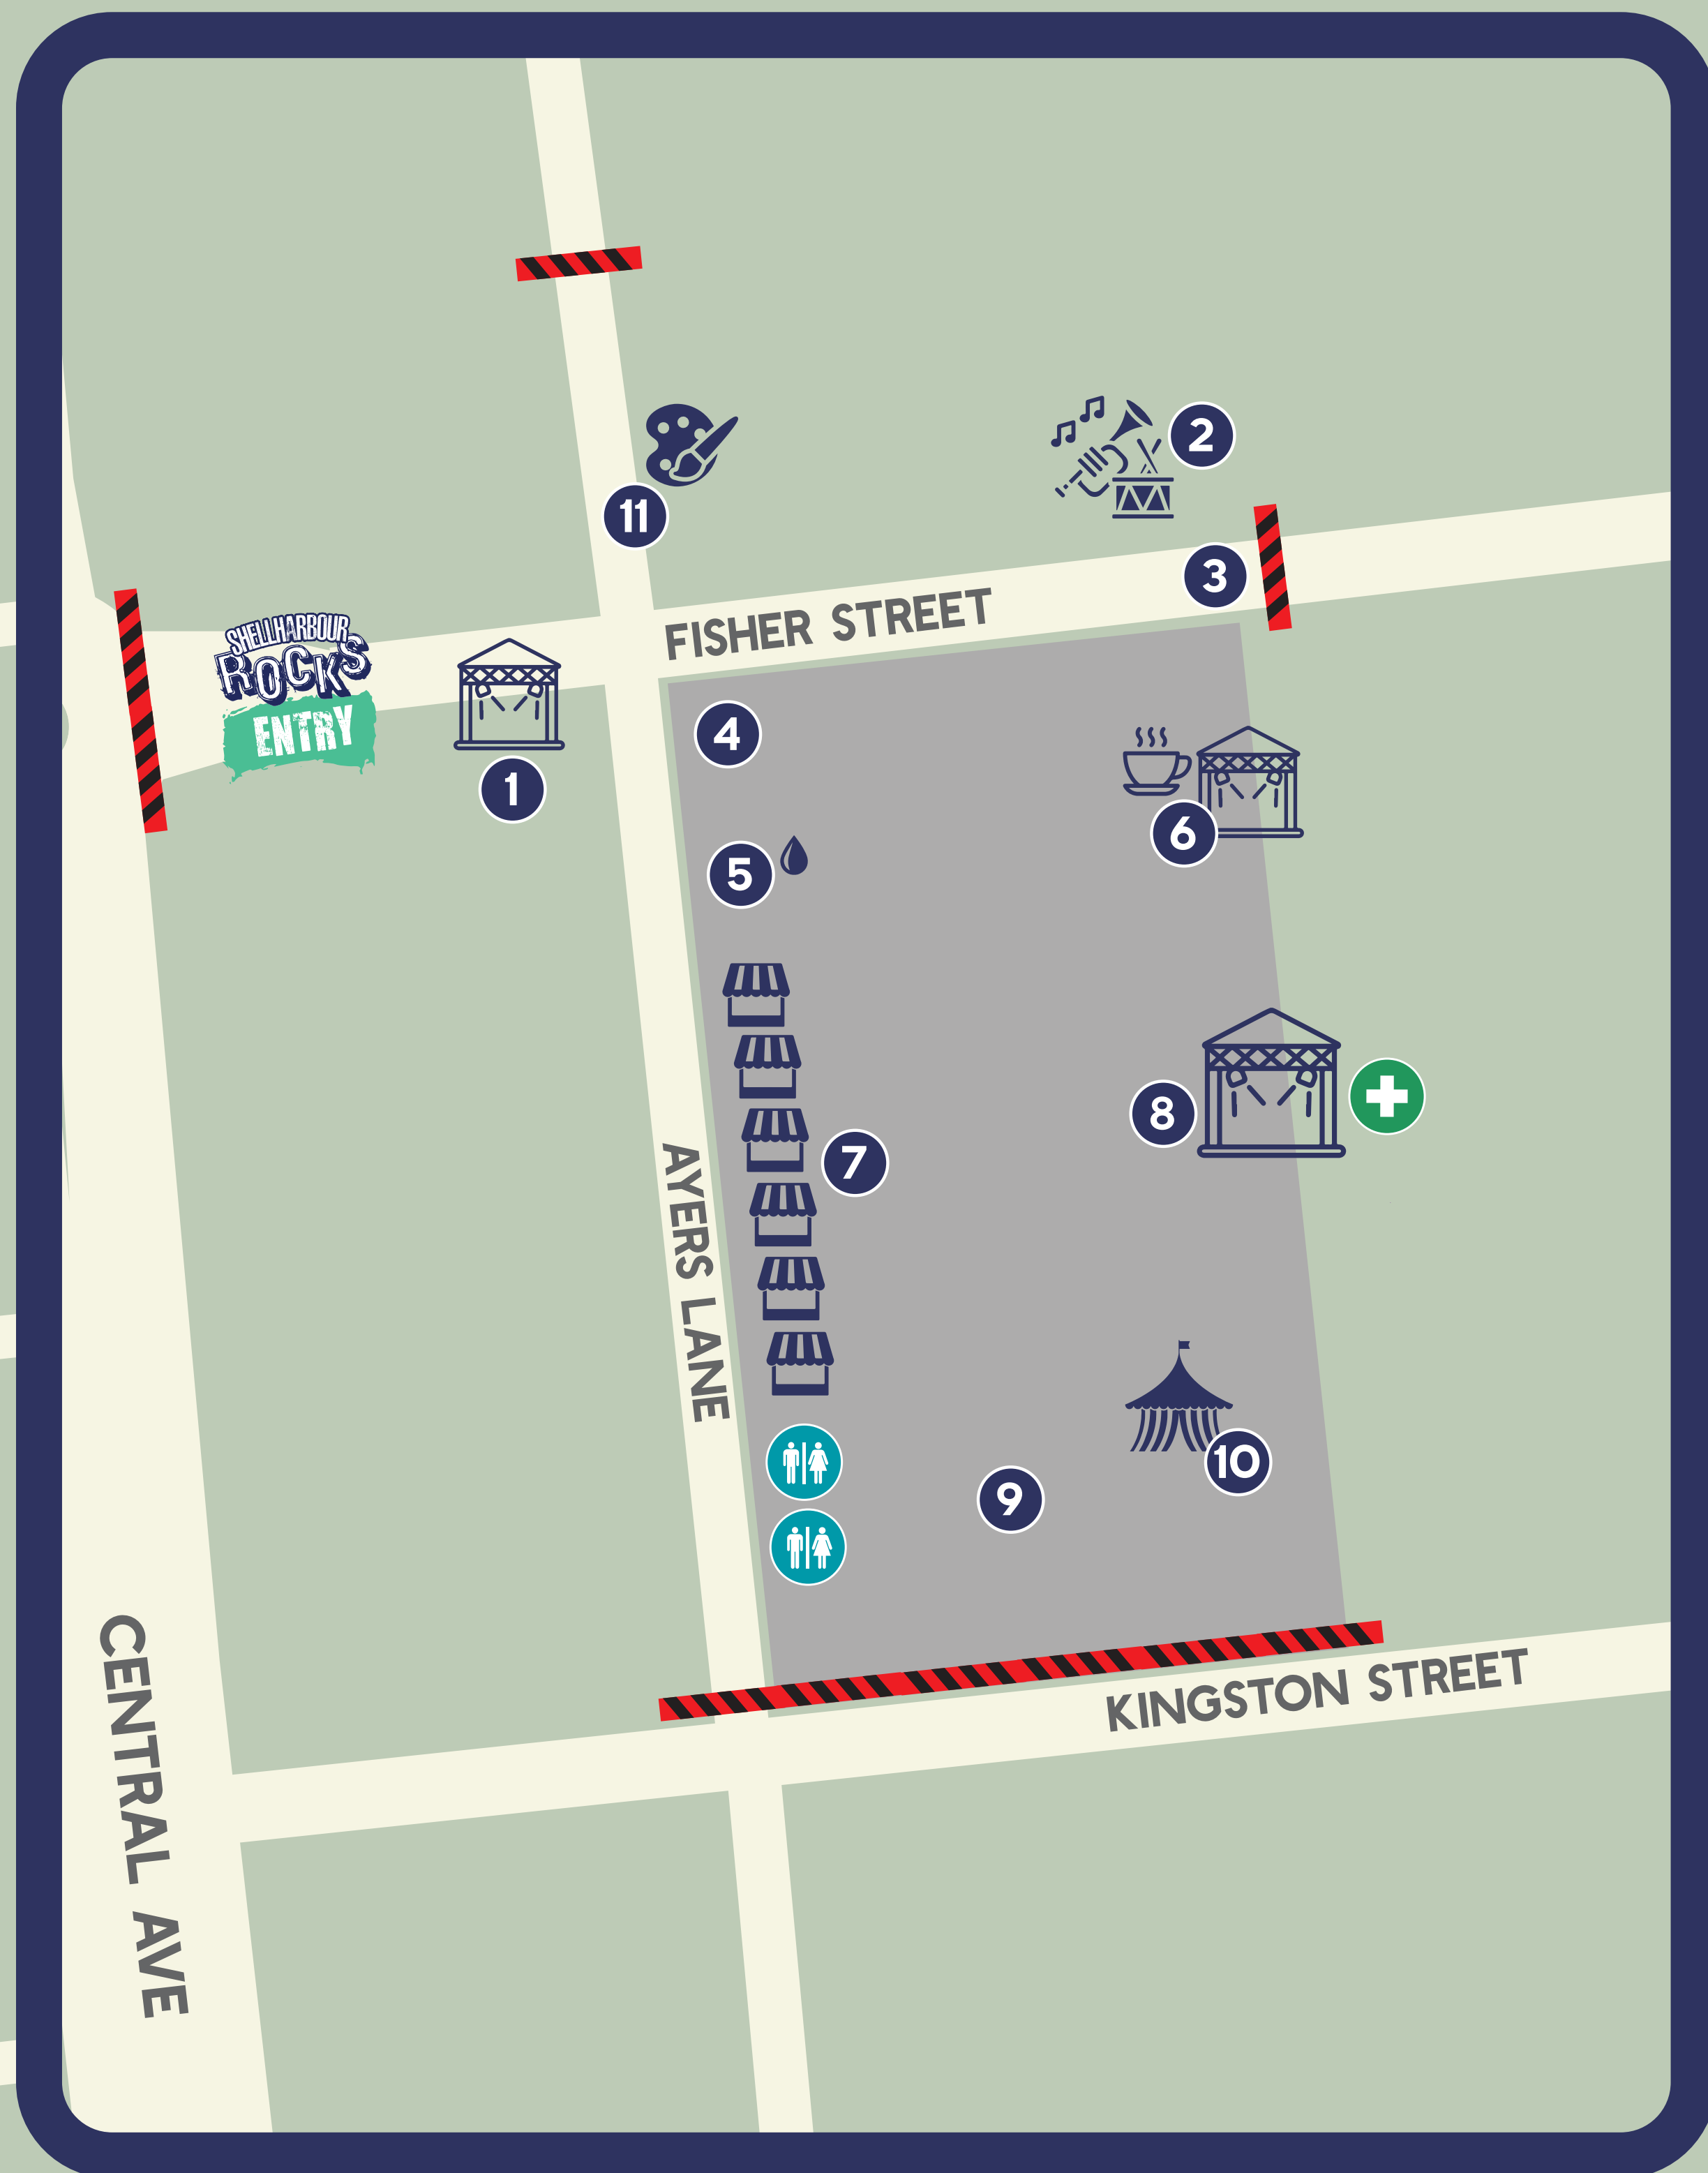 2
11
3
FISHER STREET
SHELLHARBOUR
ROCKS
ENTRY
1
4
6
5
8
7
AYERS LANE
10
9
KINGSTON STREET
CENTRAL AVE